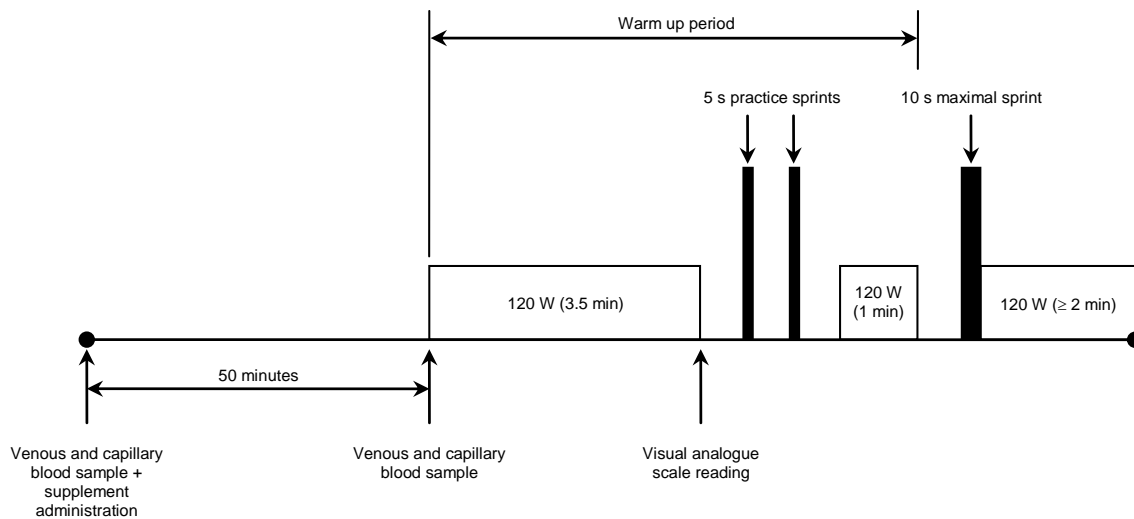 Warm up period
5 s practice sprints
10 s maximal sprint
120 W (3.5 min)
120 W
(1 min)
120 W (≥ 2 min)
50 minutes
Venous and capillary
blood sample +
supplement
administration
Venous and capillary
blood sample
Visual analogue
scale reading